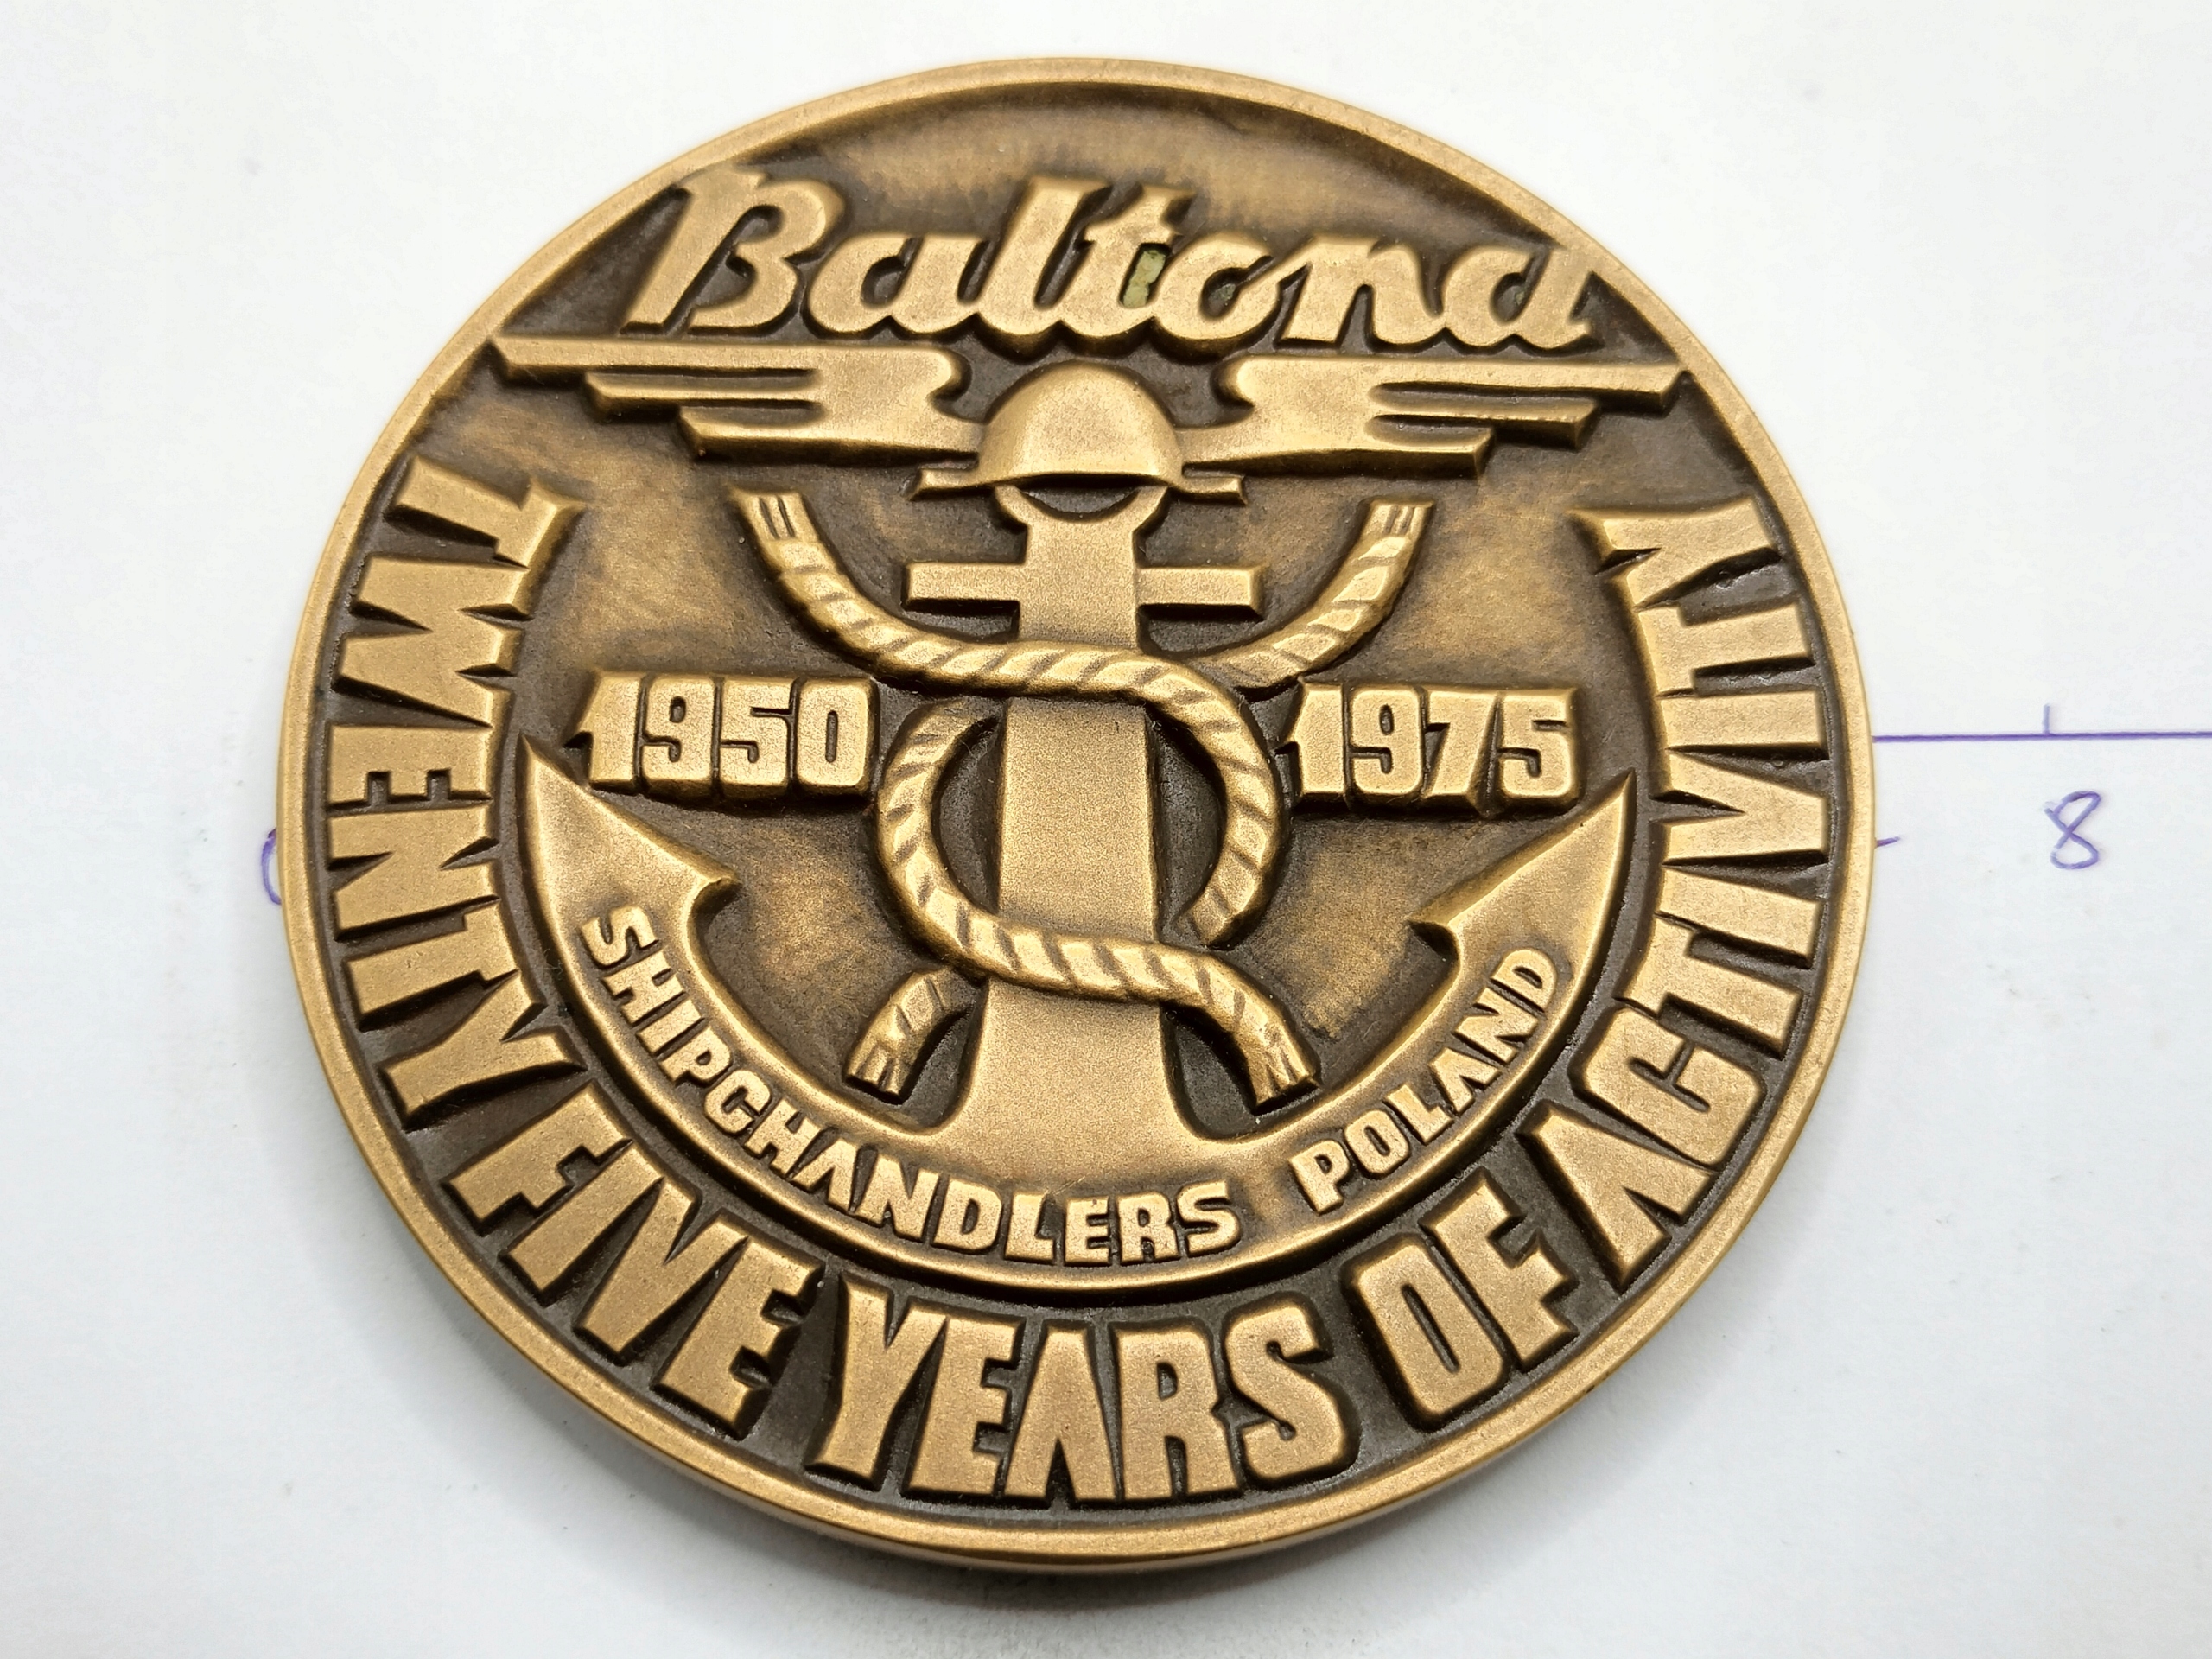 Baltona
1950 1975
SHIPCHANDLERS POLAND
TWENTY FIVE YEARS OF ACTIVITY
8